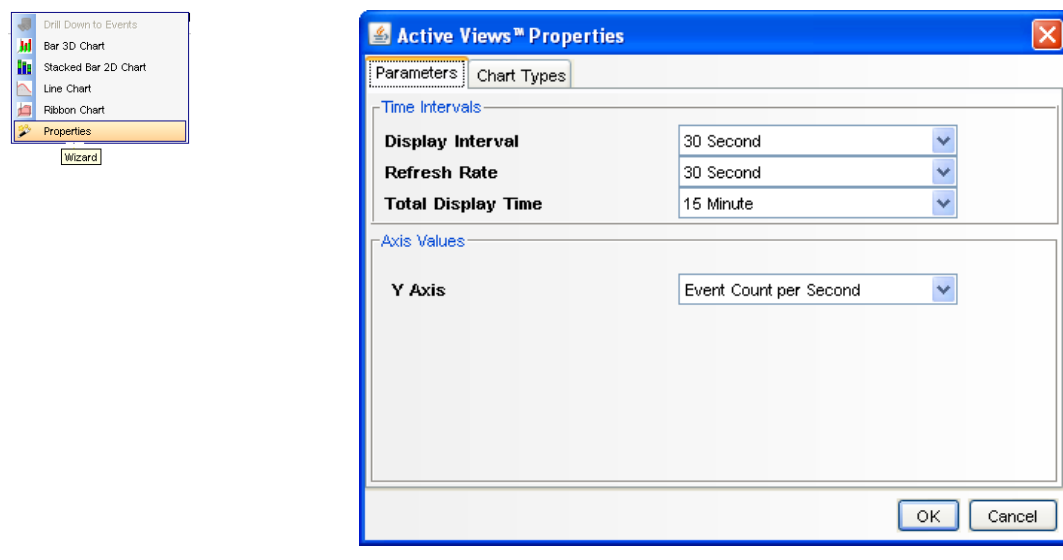 Drill Down to Events
Bar 3D Chart
Stacked Bar 2D Chart
Line Chart
Ribbon Chart
Properties
Wizard
Active Views™ Properties
Parameters
Chart Types
Time Intervals
Display Interval 30 Second
Refresh Rate 30 Second
Total Display Time 15 Minute
Axis Values
Y Axis Event Count per Second
OK Cancel